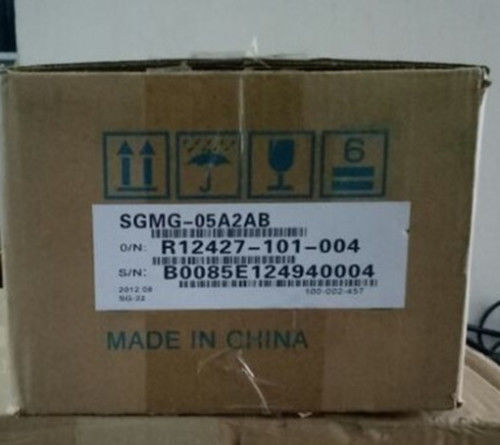 6
SGMG-05A2AB
O/N: R12427-101-004
S/N: B0085E124940004
2012.08 100-002-457
SG-32
MADE IN CHINA